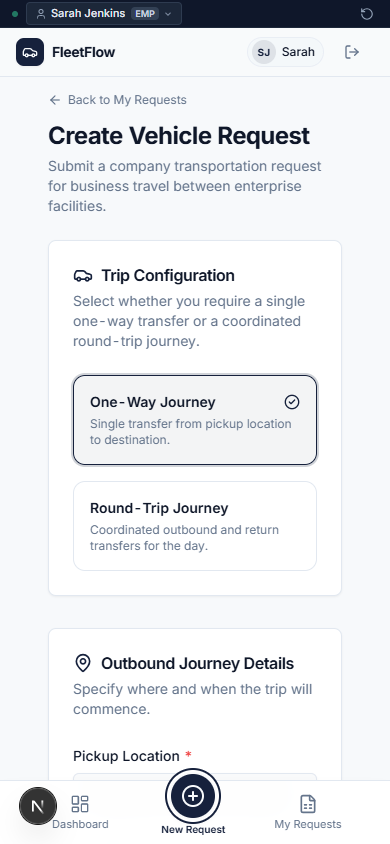 Sarah Jenkins EMP
FleetFlow
SJ Sarah
Back to My Requests
Create Vehicle Request
Submit a company transportation request
for business travel between enterprise
facilities.
Trip Configuration
Select whether you require a single
one-way transfer or a coordinated
round-trip journey.
One-Way Journey
Single transfer from pickup location
to destination.
Round-Trip Journey
Coordinated outbound and return
transfers for the day.
Outbound Journey Details
Specify where and when the trip will
commence.
Pickup Location *
N
Dashboard
New Request
My Requests